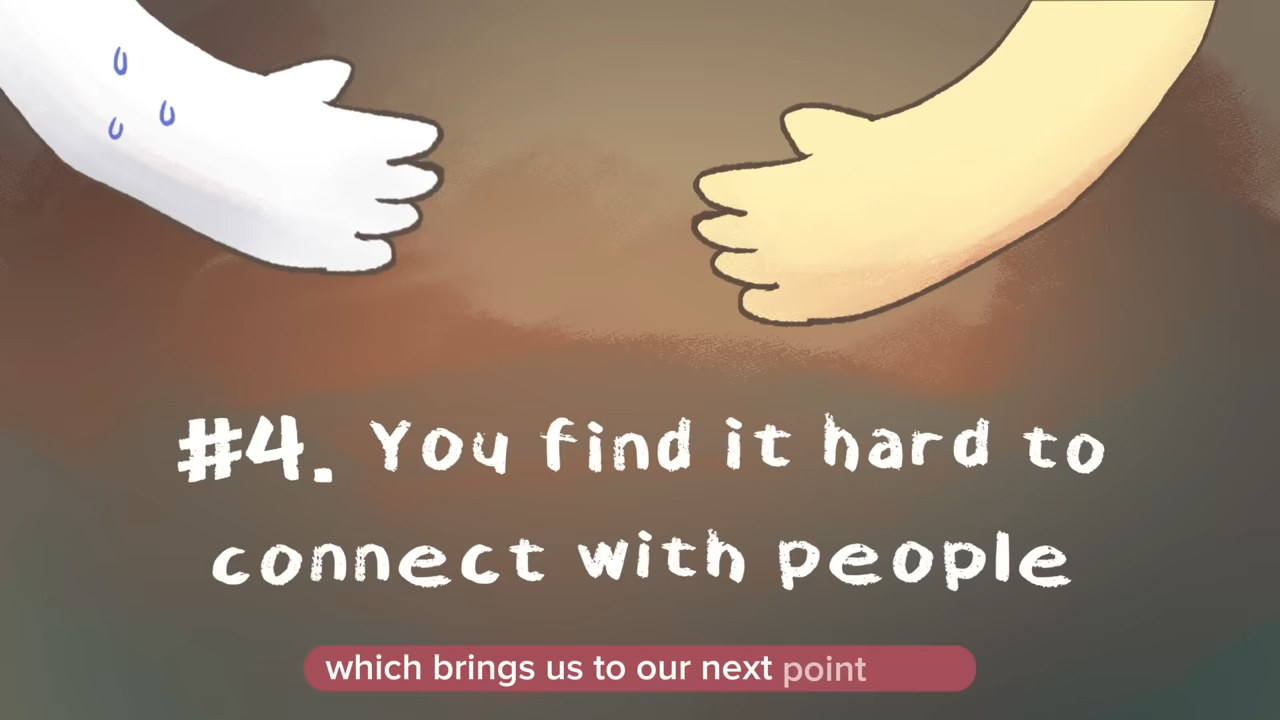 #4. You find it hard to
connect with people
which brings us to our next point